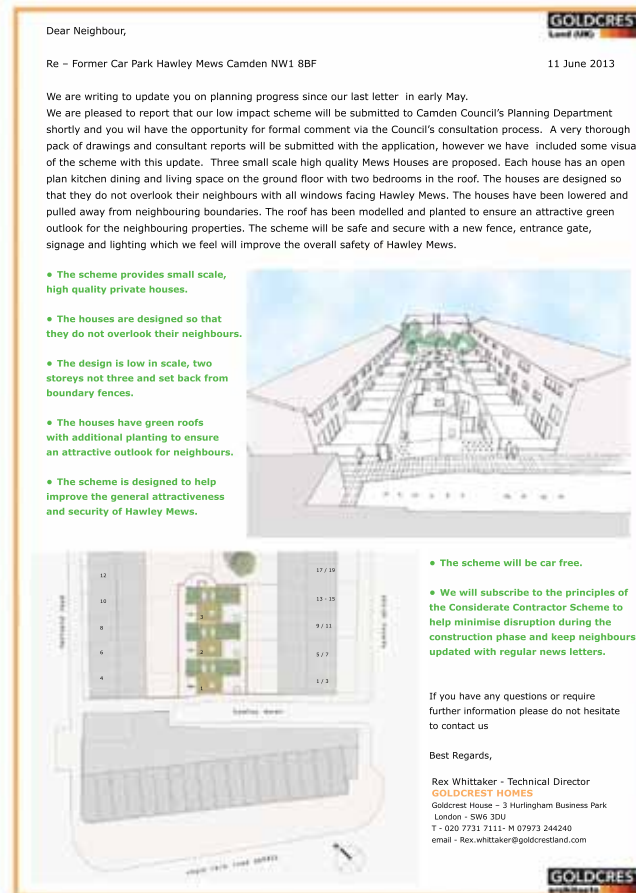 GOLDCRES
Land (UK)
Dear Neighbour,
Re – Former Car Park Hawley Mews Camden NW1 8BF 11 June 2013
We are writing to update you on planning progress since our last letter in early May.
We are pleased to report that our low impact scheme will be submitted to Camden Council's Planning Department
shortly and you wil have the opportunity for formal comment via the Council's consultation process. A very thorough
pack of drawings and consultant reports will be submitted with the application, however we have included some visua
of the scheme with this update. Three small scale high quality Mews Houses are proposed. Each house has an open
plan kitchen dining and living space on the ground floor with two bedrooms in the roof. The houses are designed so
that they do not overlook their neighbours with all windows facing Hawley Mews. The houses have been lowered and
pulled away from neighbouring boundaries. The roof has been modelled and planted to ensure an attractive green
outlook for the neighbouring properties. The scheme will be safe and secure with a new fence, entrance gate,
signage and lighting which we feel will improve the overall safety of Hawley Mews.
• The scheme provides small scale,
high quality private houses.
• The houses are designed so that
they do not overlook their neighbours.
• The design is low in scale, two
storeys not three and set back from
boundary fences.
• The houses have green roofs
with additional planting to ensure
an attractive outlook for neighbours.
• The scheme is designed to help
improve the general attractiveness
and security of Hawley Mews.
12
10
8
6
4
17 / 19
13 - 15
9 / 11
5 / 7
1 / 3
3
2
1
hawley mews
• The scheme will be car free.
• We will subscribe to the principles of
the Considerate Contractor Scheme to
help minimise disruption during the
construction phase and keep neighbours
updated with regular news letters.
If you have any questions or require
further information please do not hesitate
to contact us
Best Regards,
Rex Whittaker - Technical Director
GOLDCREST HOMES
Goldcrest House – 3 Hurlingham Business Park
London - SW6 3DU
T - 020 7731 7111- M 07973 244240
email - Rex.whittaker@goldcrestland.com
GOLDCRES
architects